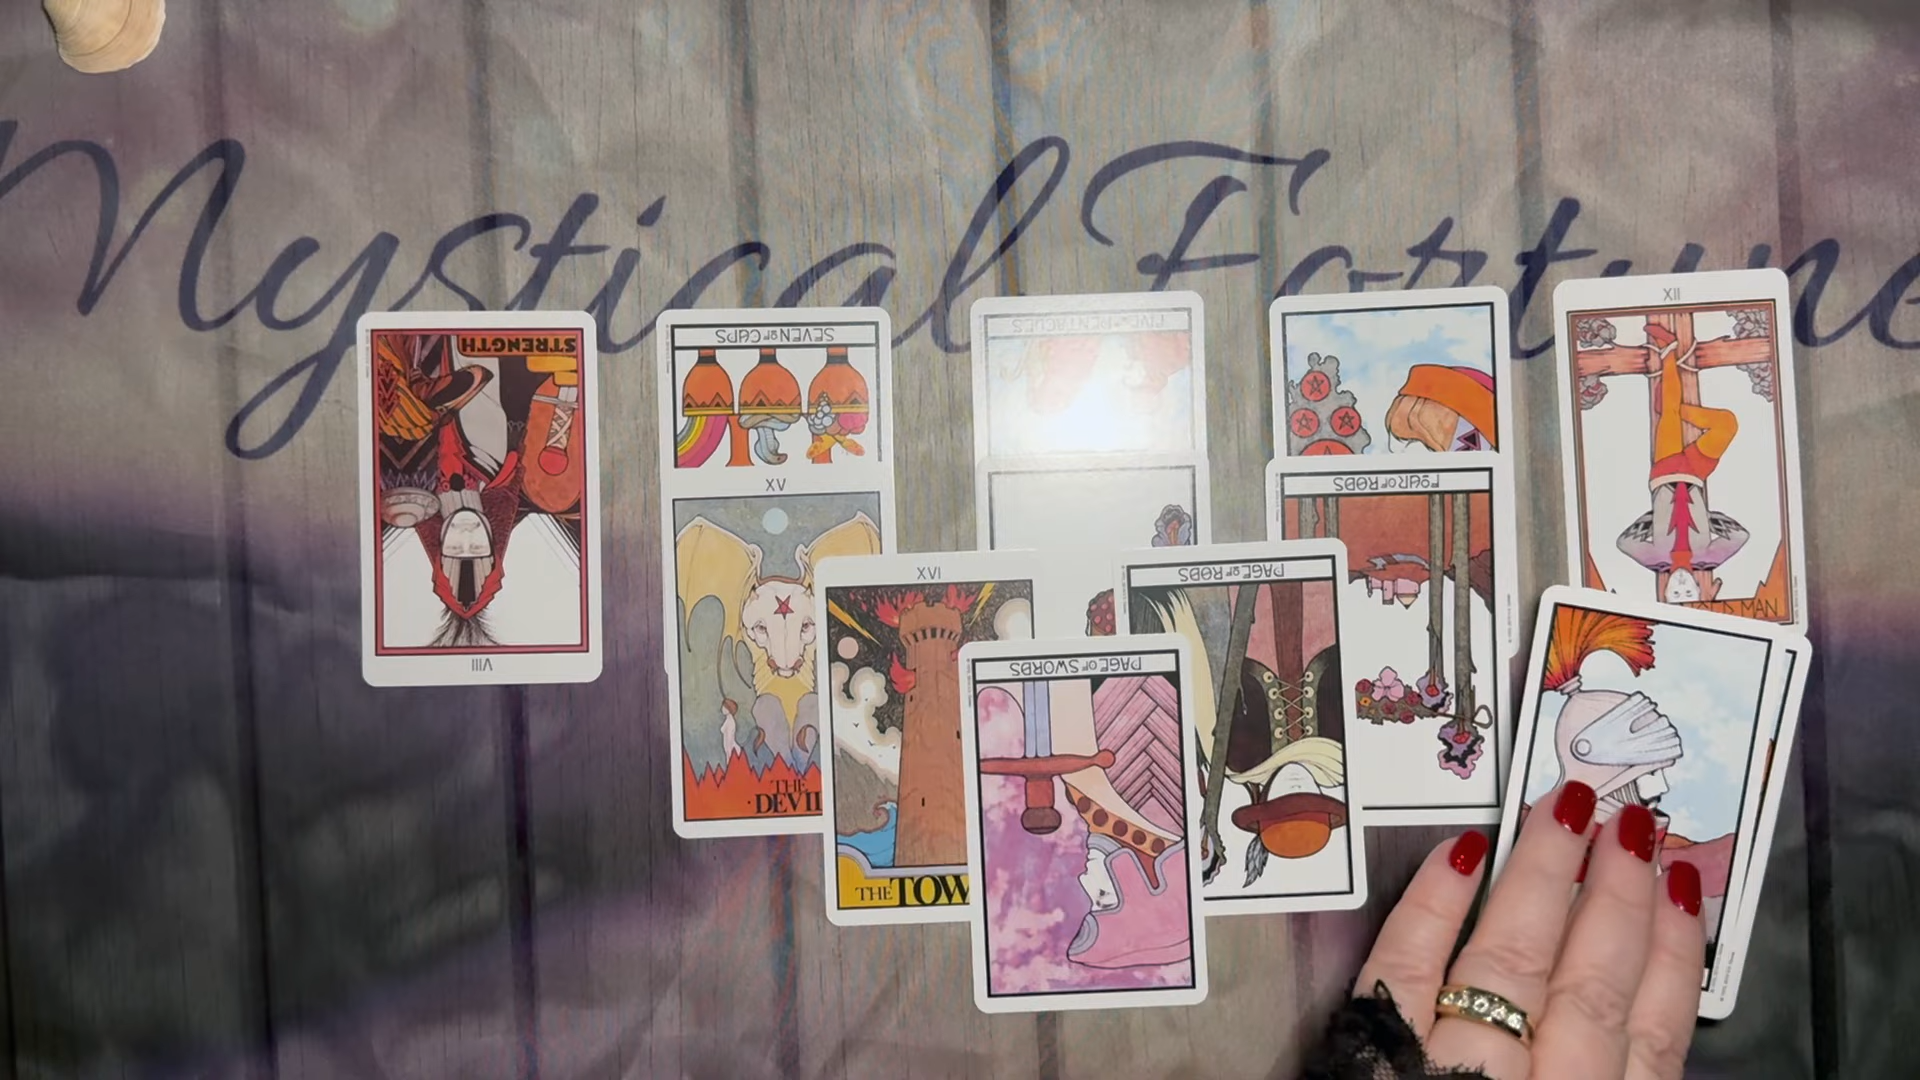 Mystical Fortune
XII
STRENGTH
SEVEN OF CUPS
FIVE OF PENTACLES
FOUR OF RODS
XV
XVI
PAGE OF RODS
MAN
PAGE OF SWORDS
VIII
THE
DEVIL
THE TOW